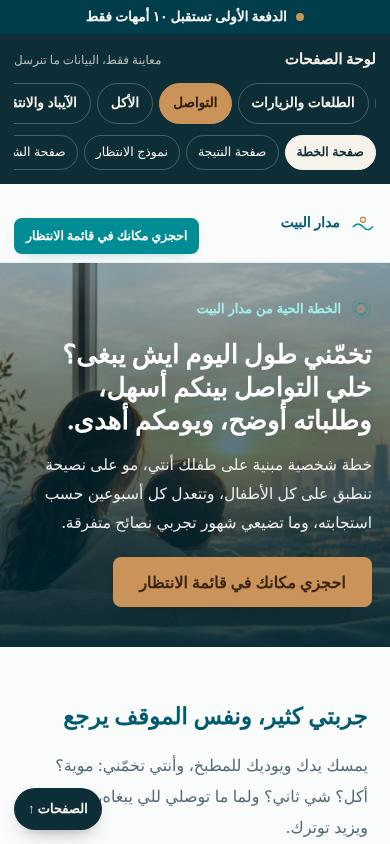 الدفعة الأولى تستقبل ١٠ أمهات فقط
لوحة الصفحات
معاينة فقط، البيانات ما تنرسل
الطلعات والزيارات
التواصل
الأكل
صفحة الخطة
صفحة النتيجة
نموذج الانتظار
صفحة
مدار البيت
احجزي مكانك في قائمة الانتظار
الخطة الحية من مدار البيت
تخمّني طول اليوم ايش يبغى؟
خلي التواصل بينكم أسهل،
وطلباته أوضح، ويومكم أهدى.
خطة شخصية مبنية على طفلك أنتي، مو على نصيحة
تنطبق على كل الأطفال، وتتعدل كل أسبوعين حسب
استجابته، وما تضيعي شهور تجربي نصائح متفرقة.
احجزي مكانك في قائمة الانتظار
جربتي كثير، ونفس الموقف يرجع
يمسك يدك ويوديك للمطبخ، وأنتي تخمّني: موية؟
أكل؟ شي ثاني؟ ولما ما توصلي للي يبغاه،
ويزيد توترك.
الصفحات ↑